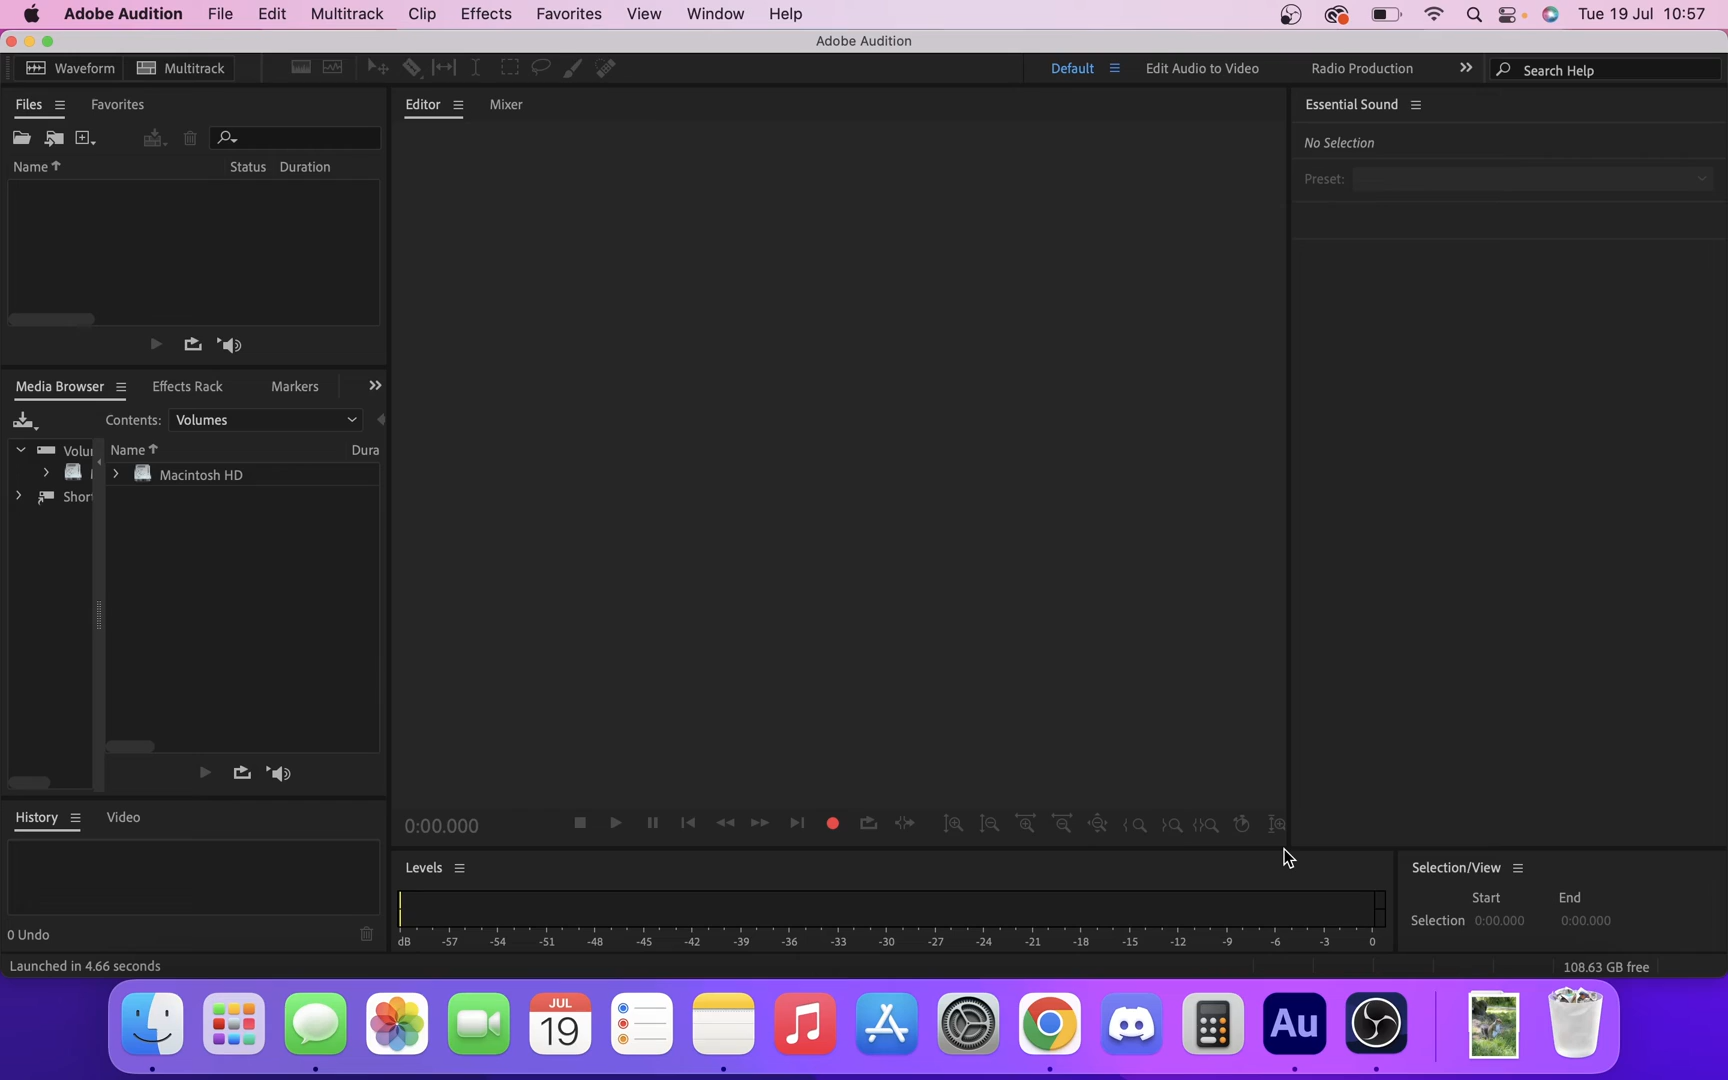 Adobe Audition File Edit Multitrack Clip Effects Favorites View Window Help Tue 19 Jul 10:57
Adobe Audition
Waveform Multitrack Default Edit Audio to Video Radio Production Search Help
Files Favorites
Name Status Duration
Media Browser Effects Rack Markers
Contents: Volumes
Volu Name Dura
Macintosh HD
Short
History Video
0 Undo
Editor Mixer
0:00.000
Levels
dB -57 -54 -51 -48 -45 -42 -39 -36 -33 -30 -27 -24 -21 -18 -15 -12 -9 -6 -3 0
Essential Sound
No Selection
Preset:
Selection/View
Start End
Selection 0:00.000 0:00.000
Launched in 4.66 seconds 108.63 GB free
JUL
19
Au